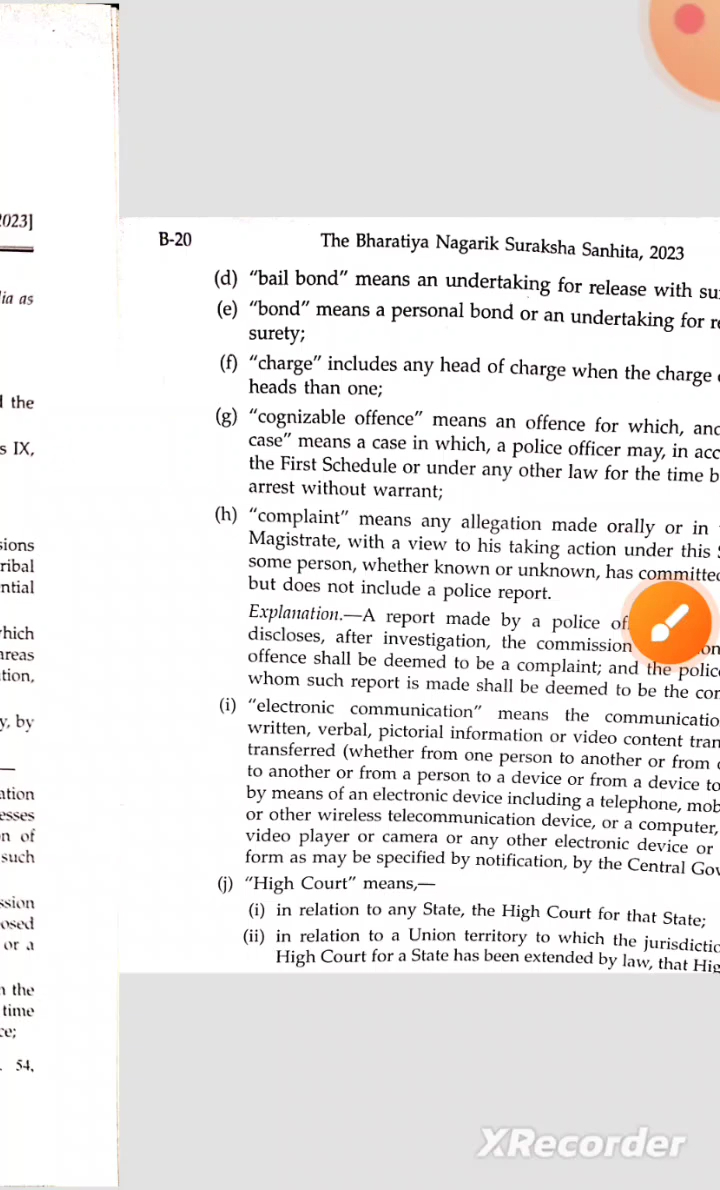 2023]
ia as
the
s IX,
sions
ribal
ntial
hich
areas
tion,
y, by
—
ation
esses
n of
such
ssion
osed
or a
the
time
ce;
54,
B-20
The Bharatiya Nagarik Suraksha Sanhita, 2023
(d) “bail bond” means an undertaking for release with
(e) “bond” means a personal bond or an undertaking for
surety;
(f) “charge” includes any head of charge when the charge
heads than one;
(g) “cognizable offence” means an offence for which, and
case” means a case in which, a police officer may, in acc
the First Schedule or under any other law for the time b
arrest without warrant;
(h) “complaint” means any allegation made orally or in
Magistrate, with a view to his taking action under this
some person, whether known or unknown, has committed
but does not include a police report.
Explanation.—A report made by a police of
discloses, after investigation, the commission
offence shall be deemed to be a complaint; and the police
whom such report is made shall be deemed to be the com
(i) “electronic communication” means the communicatio
written, verbal, pictorial information or video content tran
transferred (whether from one person to another or from
to another or from a person to a device or from a device to
by means of an electronic device including a telephone, mob
or other wireless telecommunication device, or a computer,
video player or camera or any other electronic device or
form as may be specified by notification, by the Central Gov
(j) “High Court” means,—
(i) in relation to any State, the High Court for that State;
(ii) in relation to a Union territory to which the jurisdictio
High Court for a State has been extended by law, that Hig
XRecorder